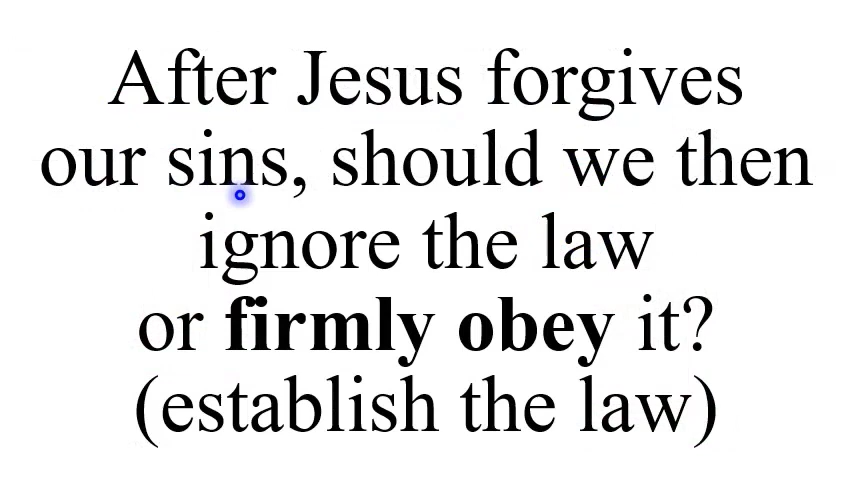 After Jesus forgives
our sins, should we then
ignore the law
or firmly obey it?
(establish the law)